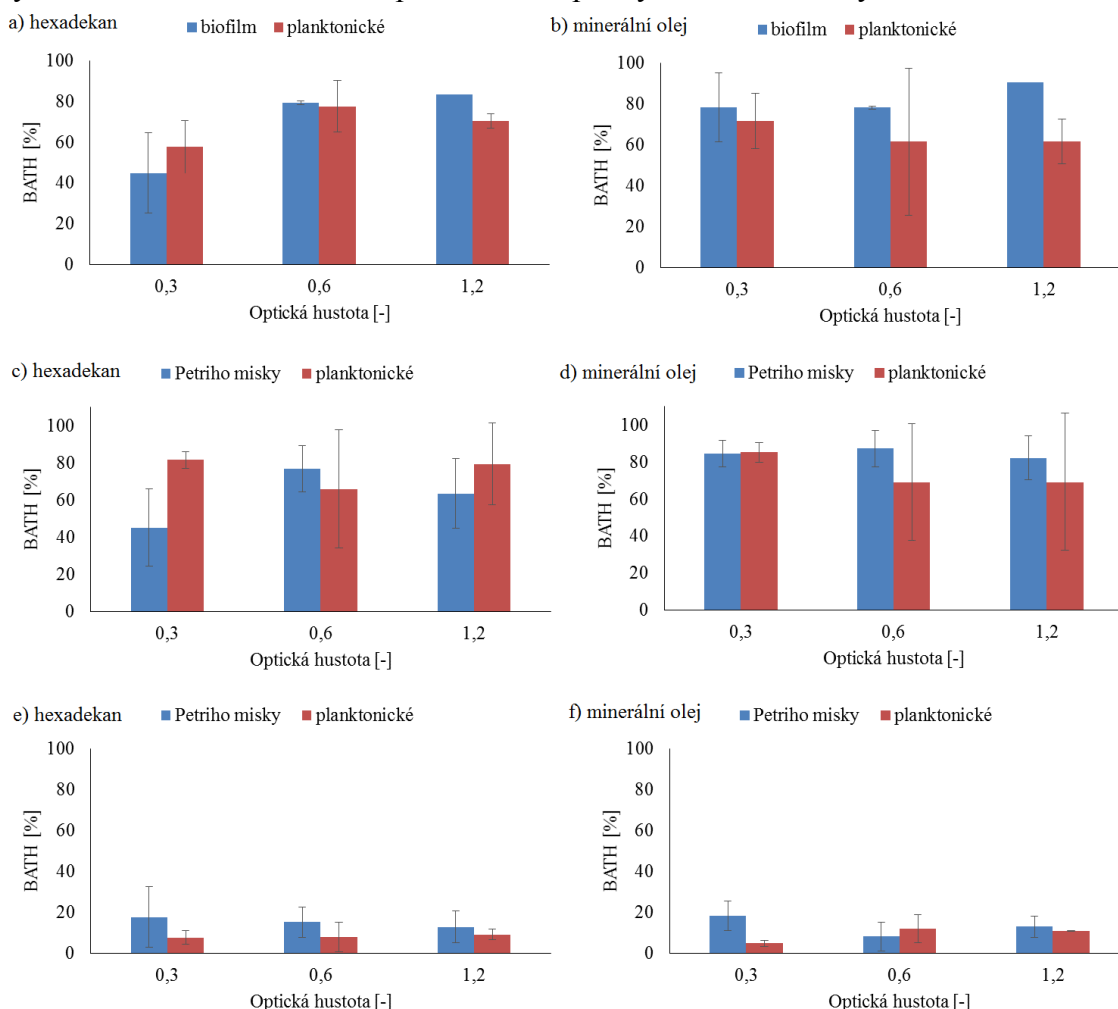 a) hexadekan
biofilm planktonické
100
80
60
40
20
0
BATH [%]
0,3 0,6 1,2
Optická hustota [-]
b) minerální olej
biofilm planktonické
100
80
60
40
20
0
BATH [%]
0,3 0,6 1,2
Optická hustota [-]
c) hexadekan
Petriho misky planktonické
100
80
60
40
20
0
BATH [%]
0,3 0,6 1,2
Optická hustota [-]
d) minerální olej
Petriho misky planktonické
100
80
60
40
20
0
BATH [%]
0,3 0,6 1,2
Optická hustota [-]
e) hexadekan
Petriho misky planktonické
100
80
60
40
20
0
BATH [%]
0,3 0,6 1,2
Optická hustota [-]
f) minerální olej
Petriho misky planktonické
100
80
60
40
20
0
BATH [%]
0,3 0,6 1,2
Optická hustota [-]